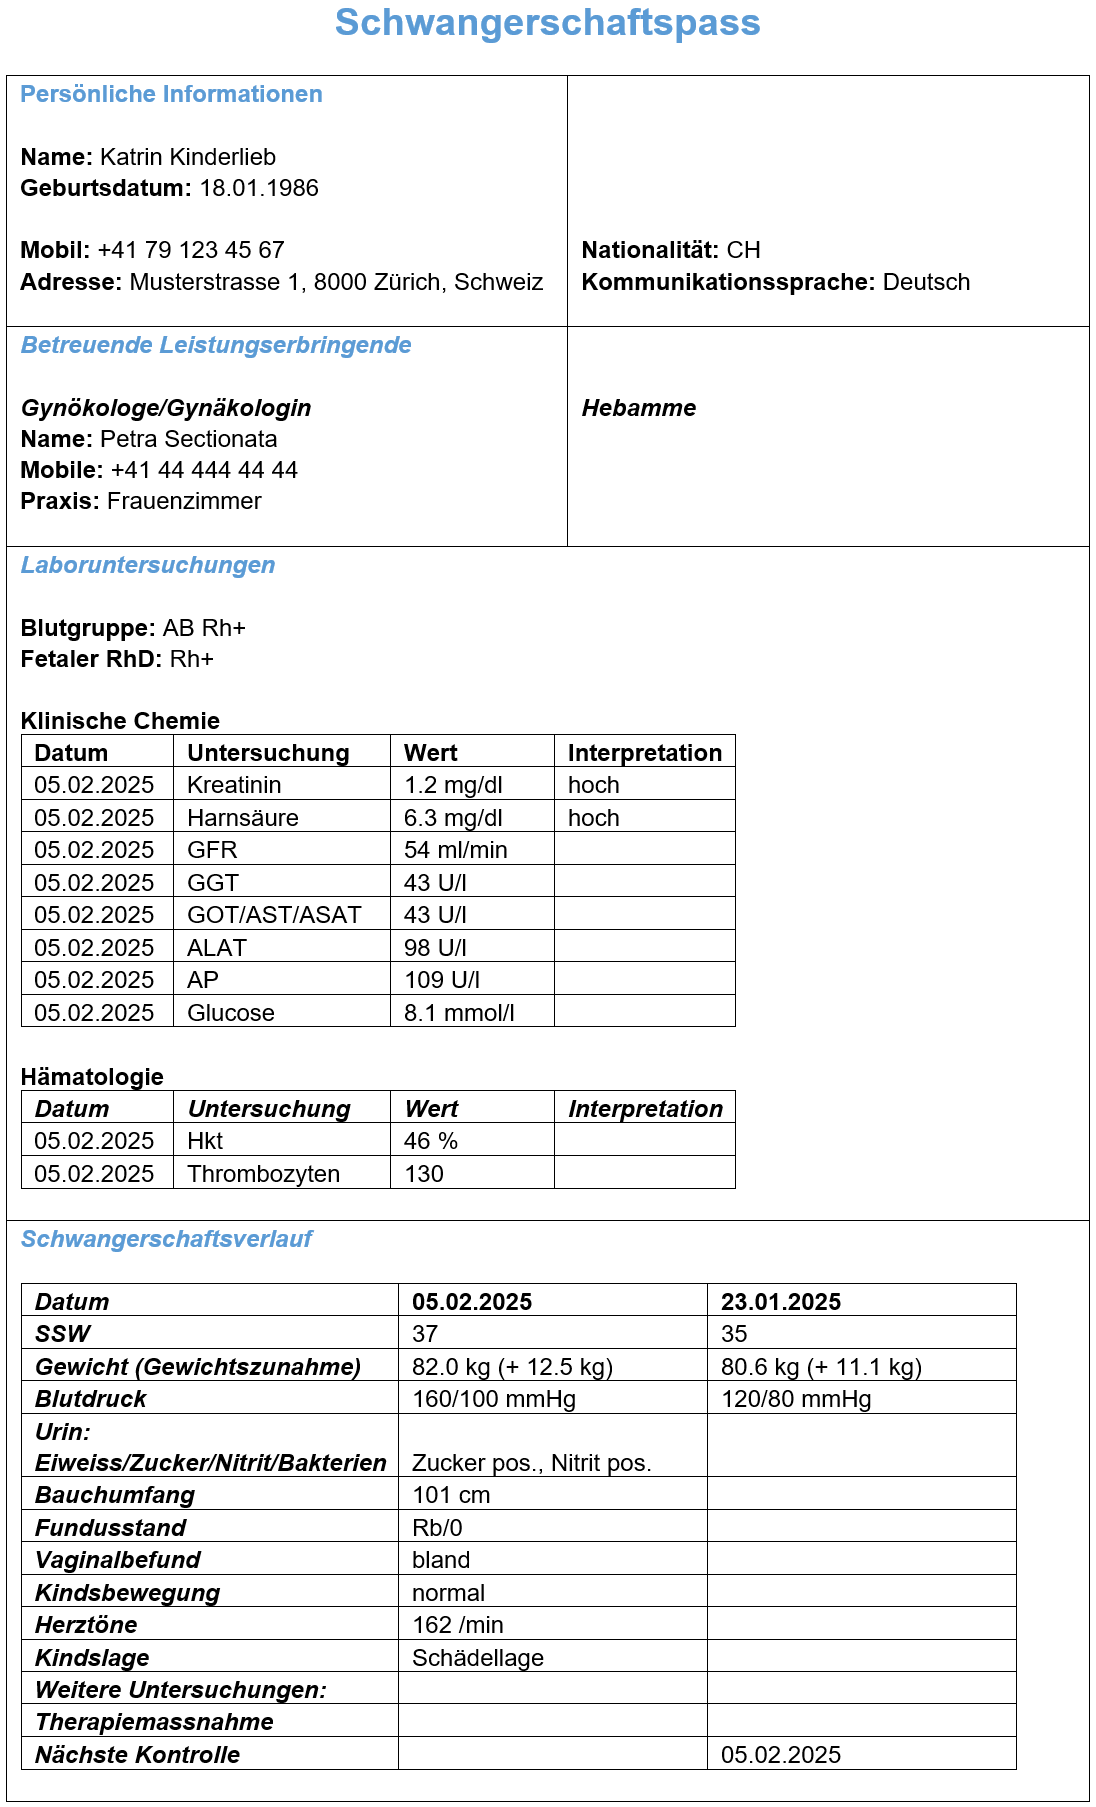 Schwangerschaftspass
Persönliche Informationen
Name: Katrin Kinderlieb
Geburtsdatum: 18.01.1986
Mobil: +41 79 123 45 67
Adresse: Musterstrasse 1, 8000 Zürich, Schweiz
Nationalität: CH
Kommunikationssprache: Deutsch
Betreuende Leistungserbringende
Gynökologe/Gynäkologin
Name: Petra Sectionata
Mobile: +41 44 444 44 44
Praxis: Frauenzimmer
Hebamme
Laboruntersuchungen
Blutgruppe: AB Rh+
Fetaler RhD: Rh+
Klinische Chemie
Datum Untersuchung Wert Interpretation
05.02.2025 Kreatinin 1.2 mg/dl hoch
05.02.2025 Harnsäure 6.3 mg/dl hoch
05.02.2025 GFR 54 ml/min
05.02.2025 GGT 43 U/l
05.02.2025 GOT/AST/ASAT 43 U/l
05.02.2025 ALAT 98 U/l
05.02.2025 AP 109 U/l
05.02.2025 Glucose 8.1 mmol/l
Hämatologie
Datum Untersuchung Wert Interpretation
05.02.2025 Hkt 46 %
05.02.2025 Thrombozyten 130
Schwangerschaftsverlauf
Datum 05.02.2025 23.01.2025
SSW 37 35
Gewicht (Gewichtszunahme) 82.0 kg (+ 12.5 kg) 80.6 kg (+ 11.1 kg)
Blutdruck 160/100 mmHg 120/80 mmHg
Urin:
Eiweiss/Zucker/Nitrit/Bakterien Zucker pos., Nitrit pos.
Bauchumfang 101 cm
Fundusstand Rb/0
Vaginalbefund bland
Kindsbewegung normal
Herztöne 162 /min
Kindslage Schädellage
Weitere Untersuchungen:
Therapiemassnahme
Nächste Kontrolle 05.02.2025